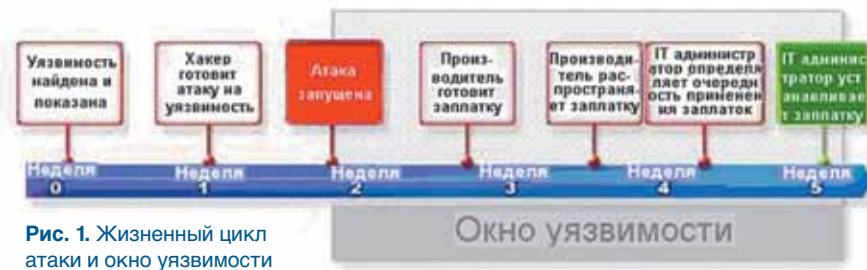 Уязвимость
найдена и
показана
Хакер
готовит
атаку на
уязвимость
Атака
запущена
Произ-
водитель
готовит
заплатку
Производи-
тель рас-
пространя-
ет заплатку
IT администр
атор определя
ляет очередн
ость применен
ия заплаток
IT админис
тратор уст
анавливае
т заплатку
Неделя
0
Неделя
1
Неделя
2
Неделя
3
Неделя
4
Неделя
5
Окно уязвимости
Рис. 1. Жизненный цикл
атаки и окно уязвимости